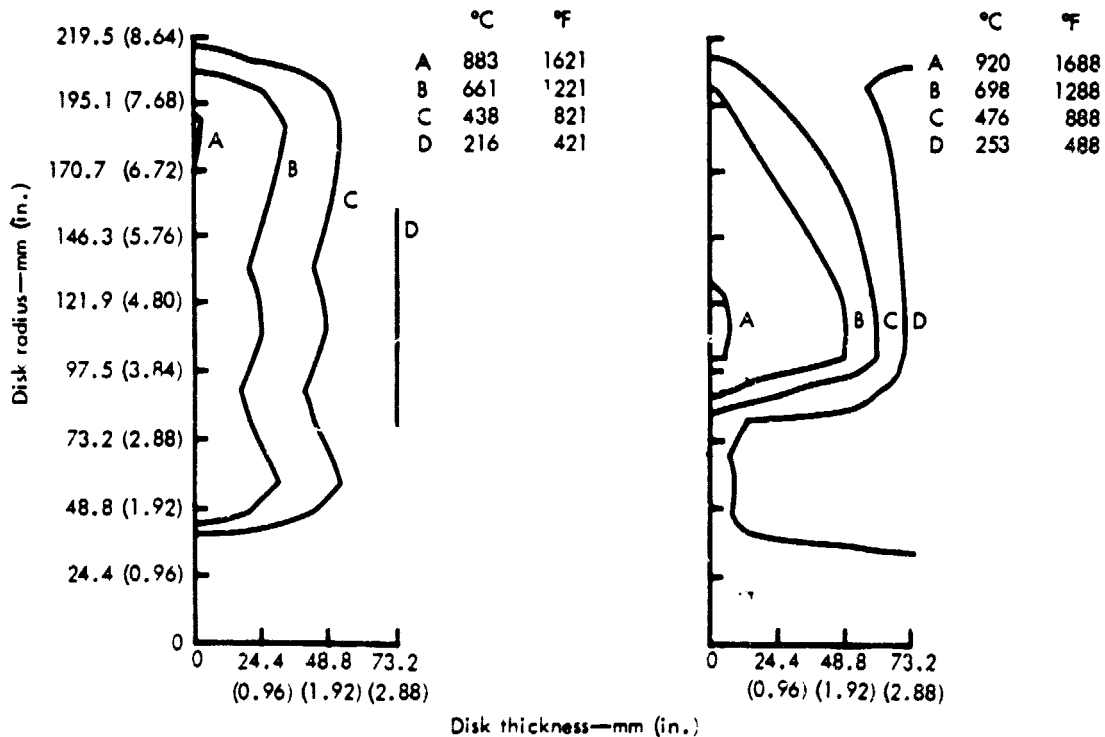 °C °F
A 883 1621
B 661 1221
C 438 821
D 216 421
°C °F
A 920 1688
B 698 1288
C 476 888
D 253 488
Disk radius—mm (in.)
219.5 (8.64)
195.1 (7.68)
170.7 (6.72)
146.3 (5.76)
121.9 (4.80)
97.5 (3.84)
73.2 (2.88)
48.8 (1.92)
24.4 (0.96)
0
A
B
C
D
A
B
C
D
0 24.4 48.8 73.2
(0.96) (1.92) (2.88)
0 24.4 48.8 73.2
(0.96) (1.92) (2.88)
Disk thickness—mm (in.)